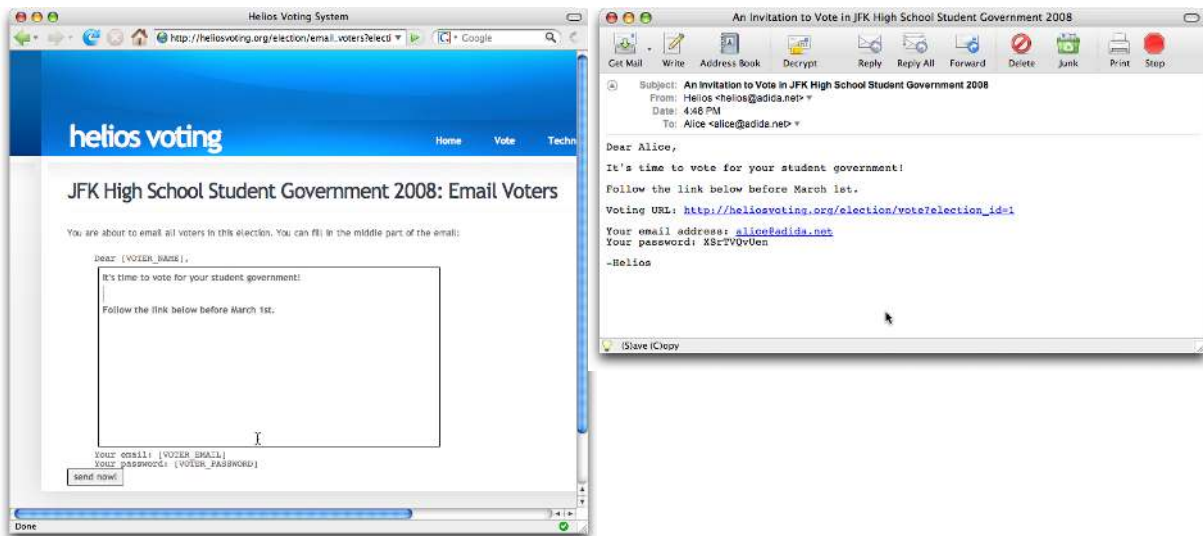 Helios Voting System
http://heliosvoting.org/election/email_voters?electi
Google
helios voting
Home Vote Techn
JFK High School Student Government 2008: Email Voters
You are about to email all voters in this election. You can fill in the middle part of the email:
Dear [VOTER_NAME],
It's time to vote for your student government!
Follow the link below before March 1st.
Your email: [VOTER_EMAIL]
Your password: [VOTER_PASSWORD]
send now!
Done
An Invitation to Vote in JFK High School Student Government 2008
Get Mail Write Address Book Decrypt Reply Reply All Forward Delete Junk Print Stop
Subject: An Invitation to Vote in JFK High School Student Government 2008
From: Helios <helios@adida.net>
Date: 4:46 PM
To: Alice <alice@adida.net>
Dear Alice,
It's time to vote for your student government!
Follow the link below before March 1st.
Voting URL: http://heliosvoting.org/election/vote?election_id=1
Your email address: alice@adida.net
Your password: XSrTVQvUen
-Helios
(S)ave (C)opy